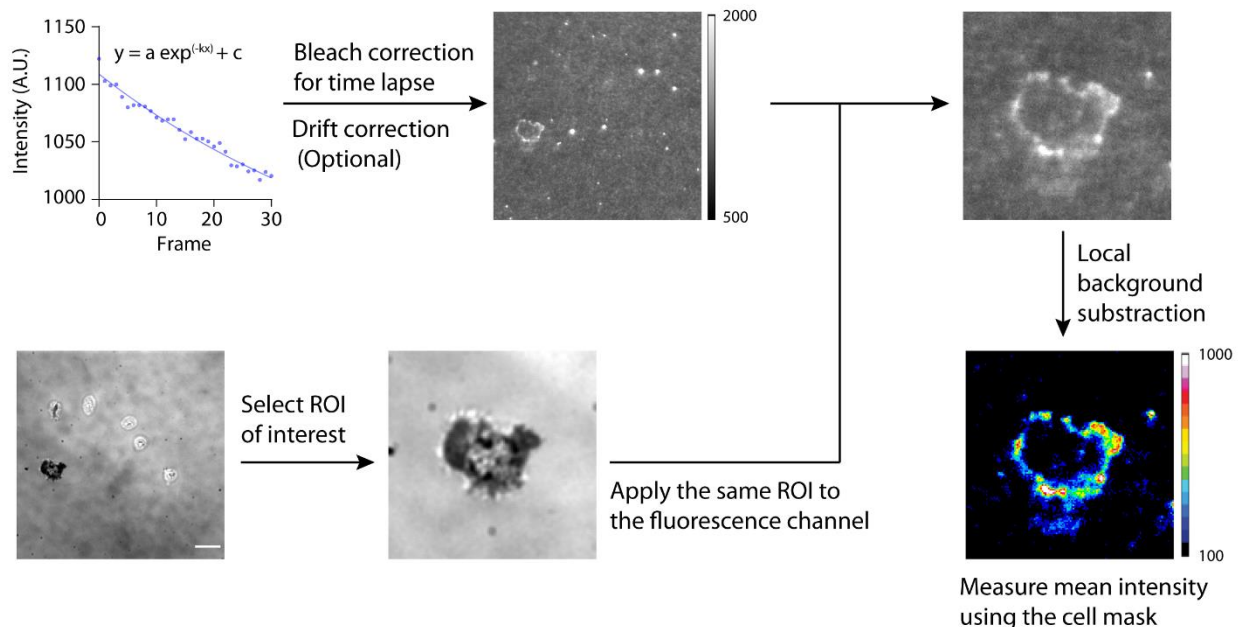 1150
1100
1050
1000
Intensity (A.U.)
y = a exp(-kx) + c
0
10
20
30
Frame
Bleach correction
for time lapse
Drift correction
(Optional)
2000
500
Local
background
substraction
Select ROI
of interest
Apply the same ROI to
the fluorescence channel
1000
100
Measure mean intensity
using the cell mask